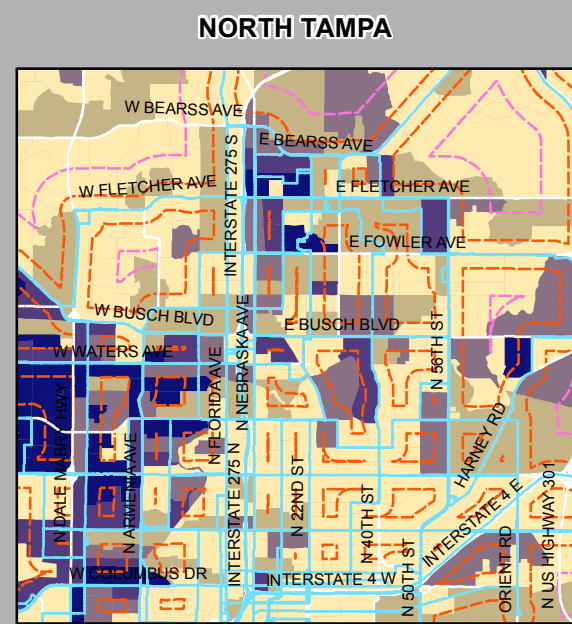 NORTH TAMPA
W BEARSS AVE
E BEARSS AVE
INTERSTATE 275 S
W FLETCHER AVE
E FLETCHER AVE
E FOWLER AVE
W BUSCH BLVD
E BUSCH BLVD
N NEBRASKA AVE
N 56TH ST
W WATERS AVE
N FLORIDA AVE
N DALE MABRY HWY
N ARMENIA AVE
INTERSTATE 275 N
N 22ND ST
N 40TH ST
HARNEY RD
INTERSTATE 4 E
N 50TH ST
ORIENT RD
N US HIGHWAY 301
W COLUMBUS DR
INTERSTATE 4 W